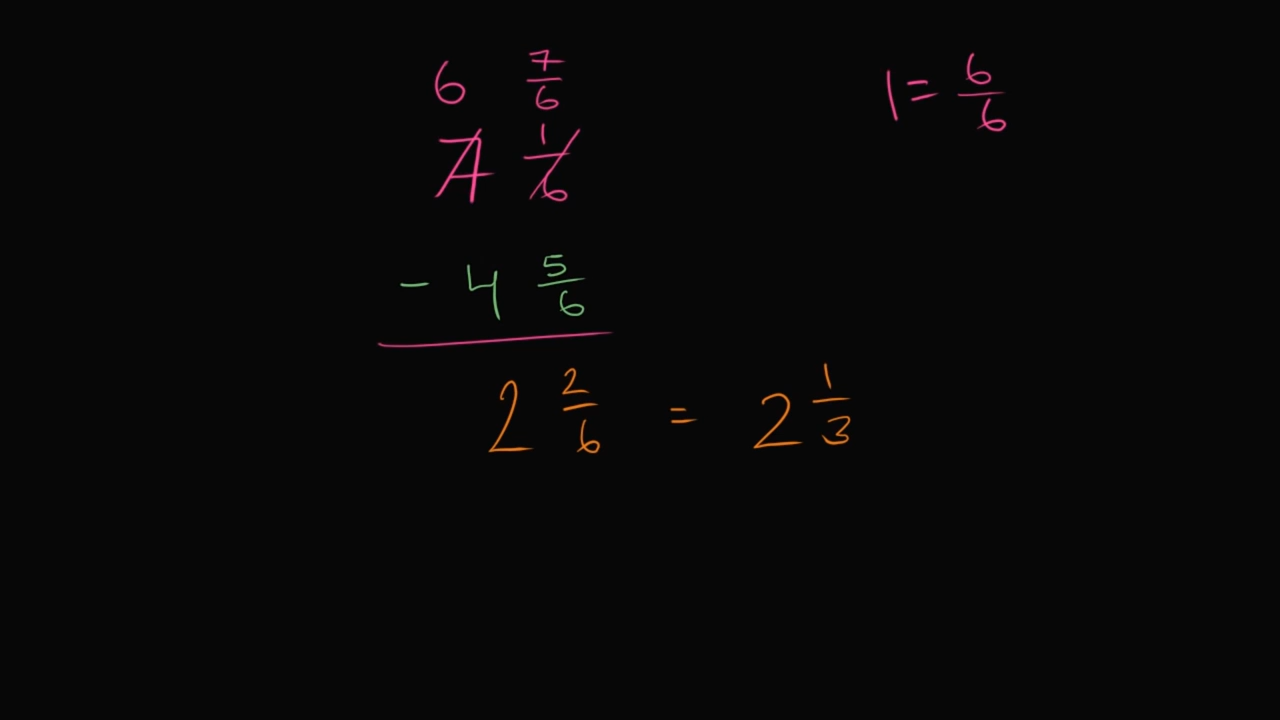 6 7/6 1 = 6/6
7 1/6
- 4 5/6
2 2/6 = 2 1/3